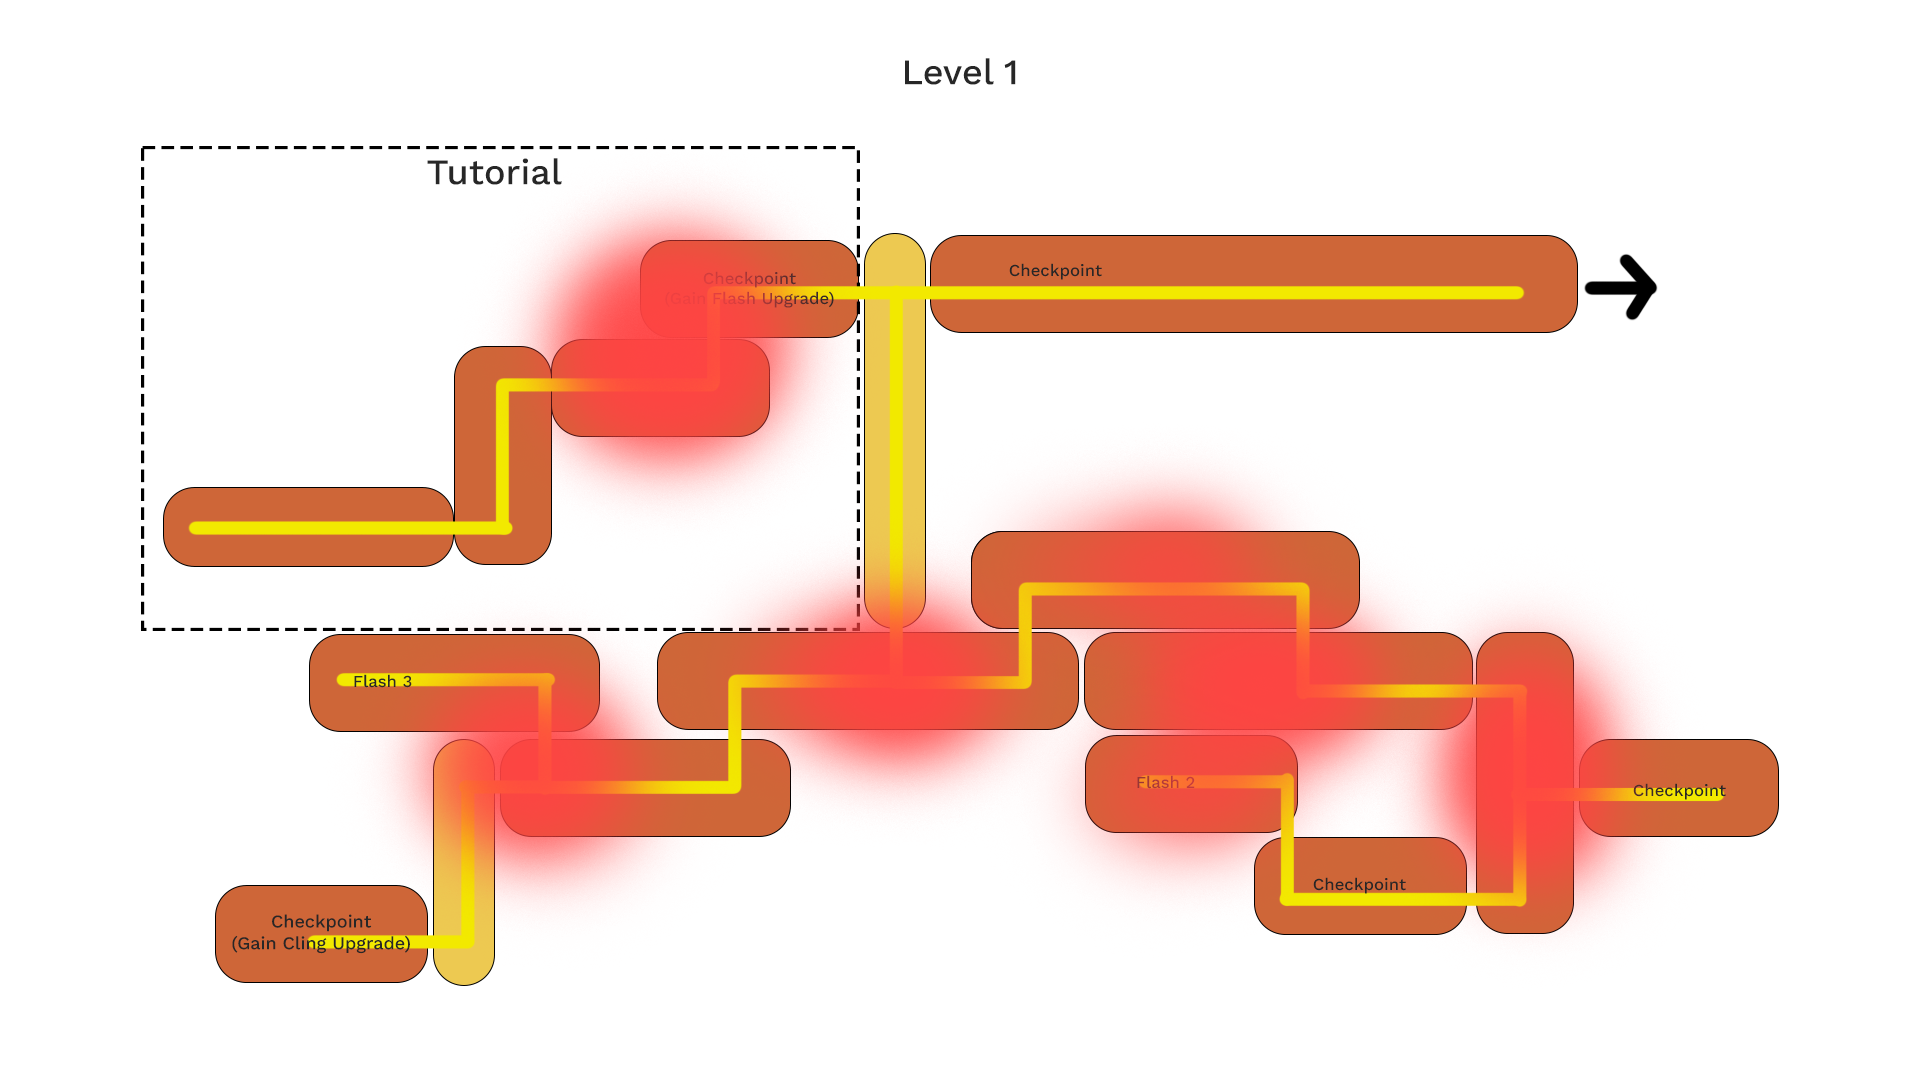 Level 1
Tutorial
Checkpoint
(Gain Flash Upgrade)
Checkpoint
Flash 3
Flash 2
Checkpoint
Checkpoint
Checkpoint
(Gain Cling Upgrade)